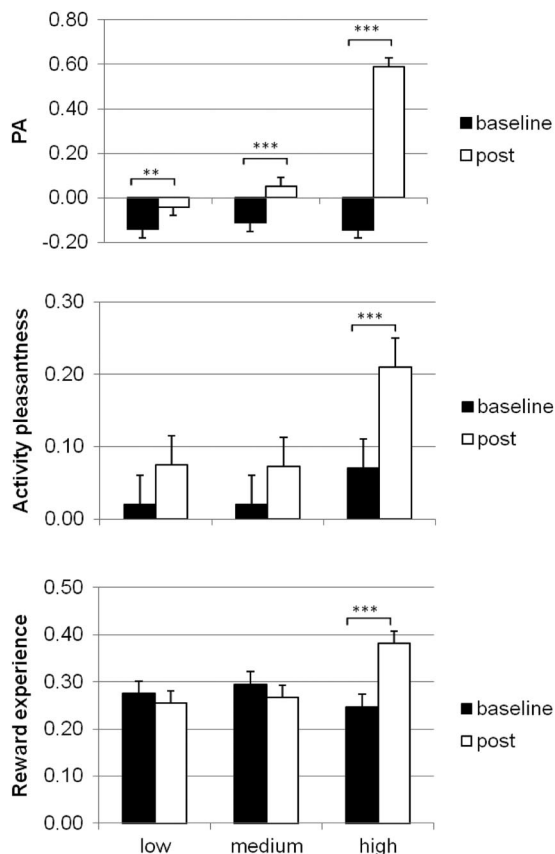 0.80
0.60
0.40
0.20
0.00
-0.20
PA
**
***
***
baseline
post
0.30
0.20
0.10
0.00
Activity pleasantness
***
baseline
post
0.50
0.40
0.30
0.20
0.10
0.00
Reward experience
***
baseline
post
low medium high